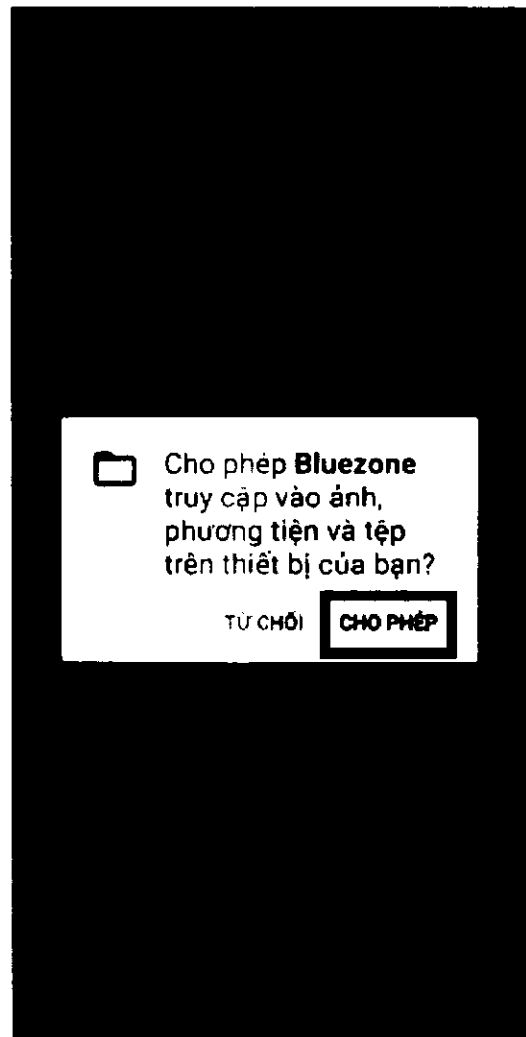 Cho phép Bluezone
truy cập vào ảnh,
phương tiện và tệp
trên thiết bị của bạn?
TỪ CHỐI CHO PHÉP